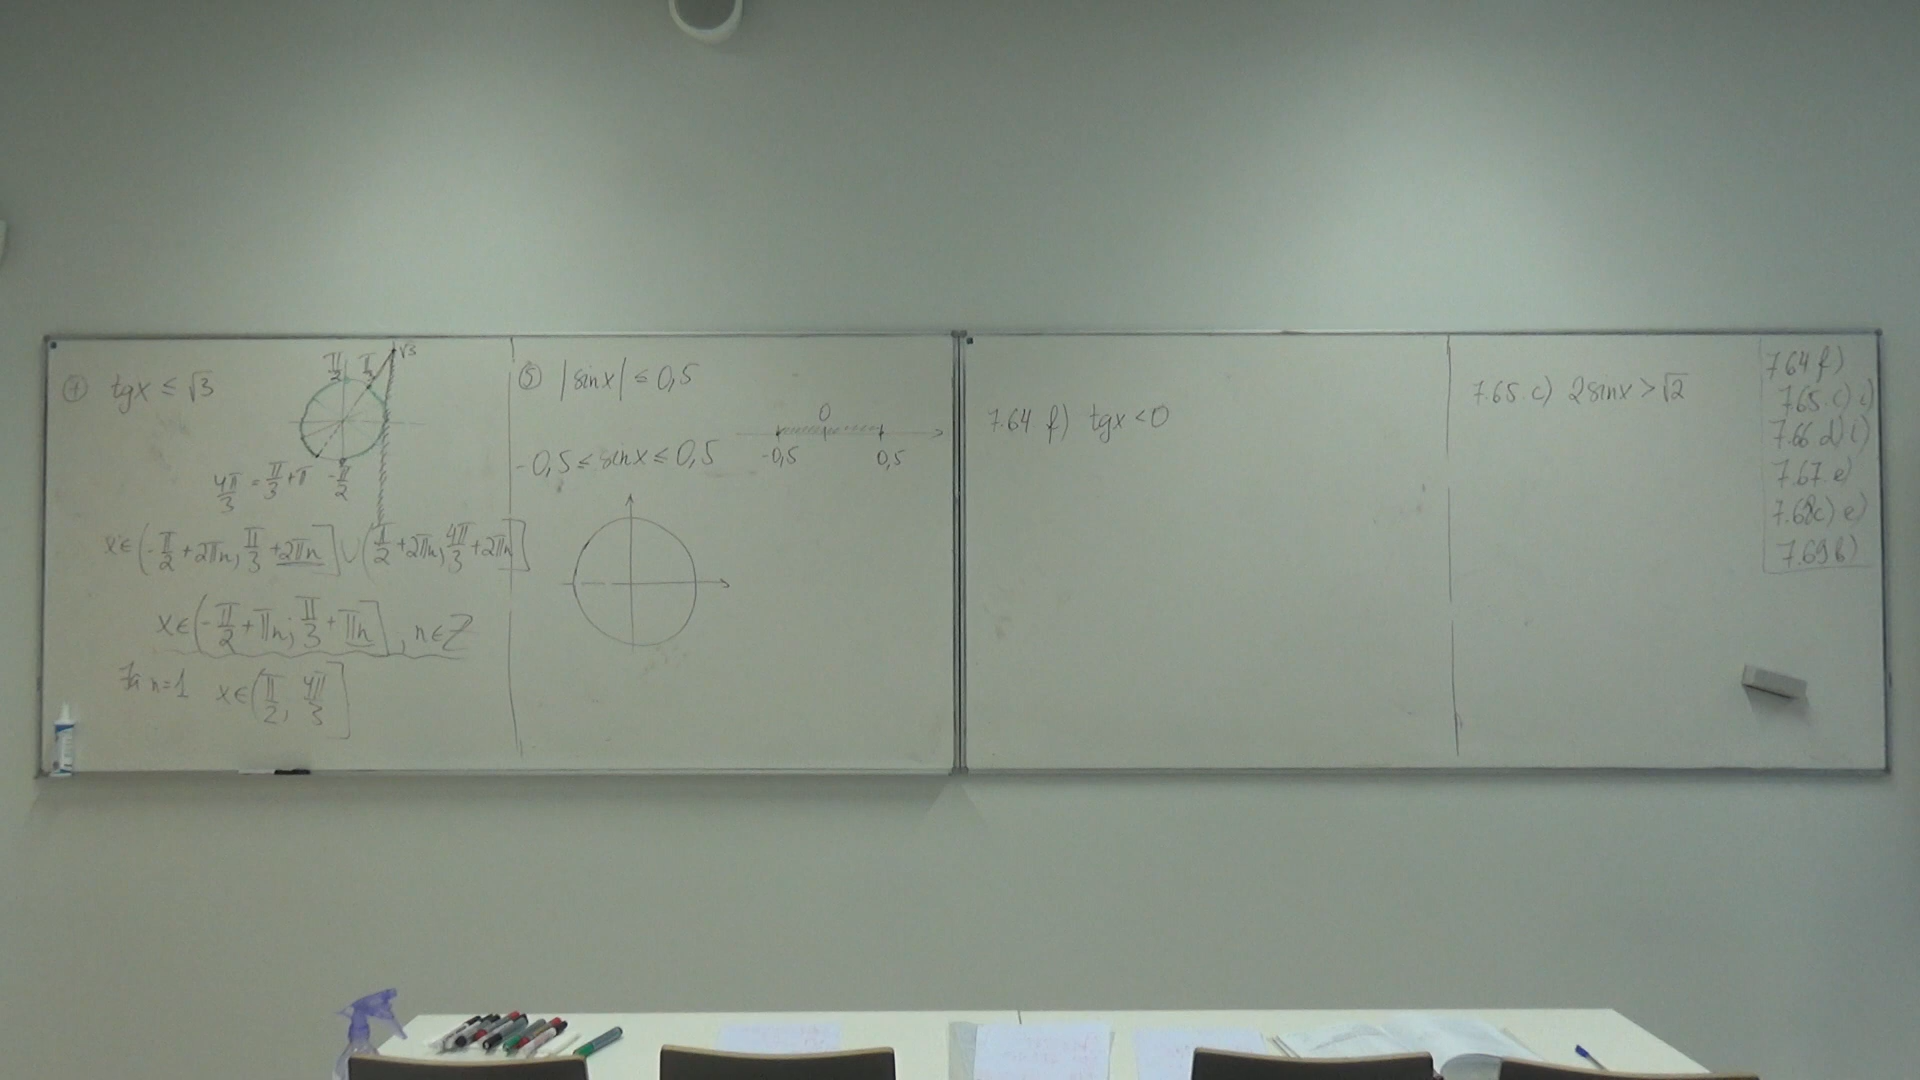 ④ tgx ≤ √3
π/2 π/3 √3
4π/3 = π/3 + π -π/2
x ∈ (-π/2 + 2πn; π/3 + 2πn] ∪ (π/2 + 2πn; 4π/3 + 2πn]
x ∈ (-π/2 + πn; π/3 + πn], n ∈ Z
n=1 x ∈ (π/2, 4π/3]
⑤ |sinx| ≤ 0,5
0
-0,5 ≤ sinx ≤ 0,5
-0,5 0,5
7.64 f) tgx < 0
7.65. c) 2sinx > √2
7.64 f)
7.65. c) i)
7.66 d) i)
7.67. e)
7.68c) e)
7.69 b)